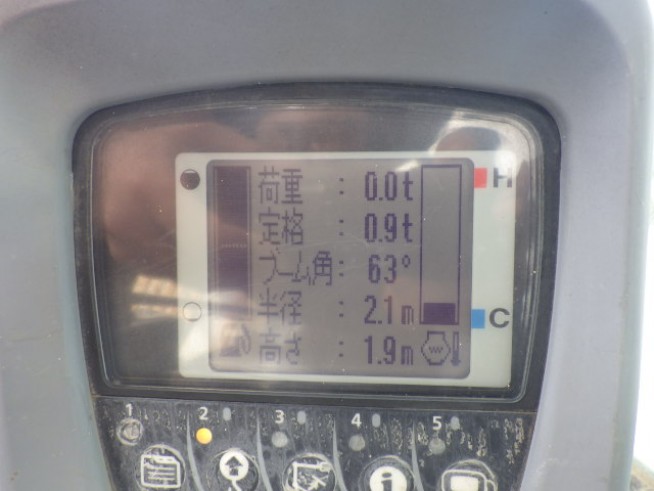 荷重 : 0.0t H
定格 : 0.9t
ブーム角 : 63°
半径 : 2.1m C
高さ : 1.9m
1 2 3 4 5